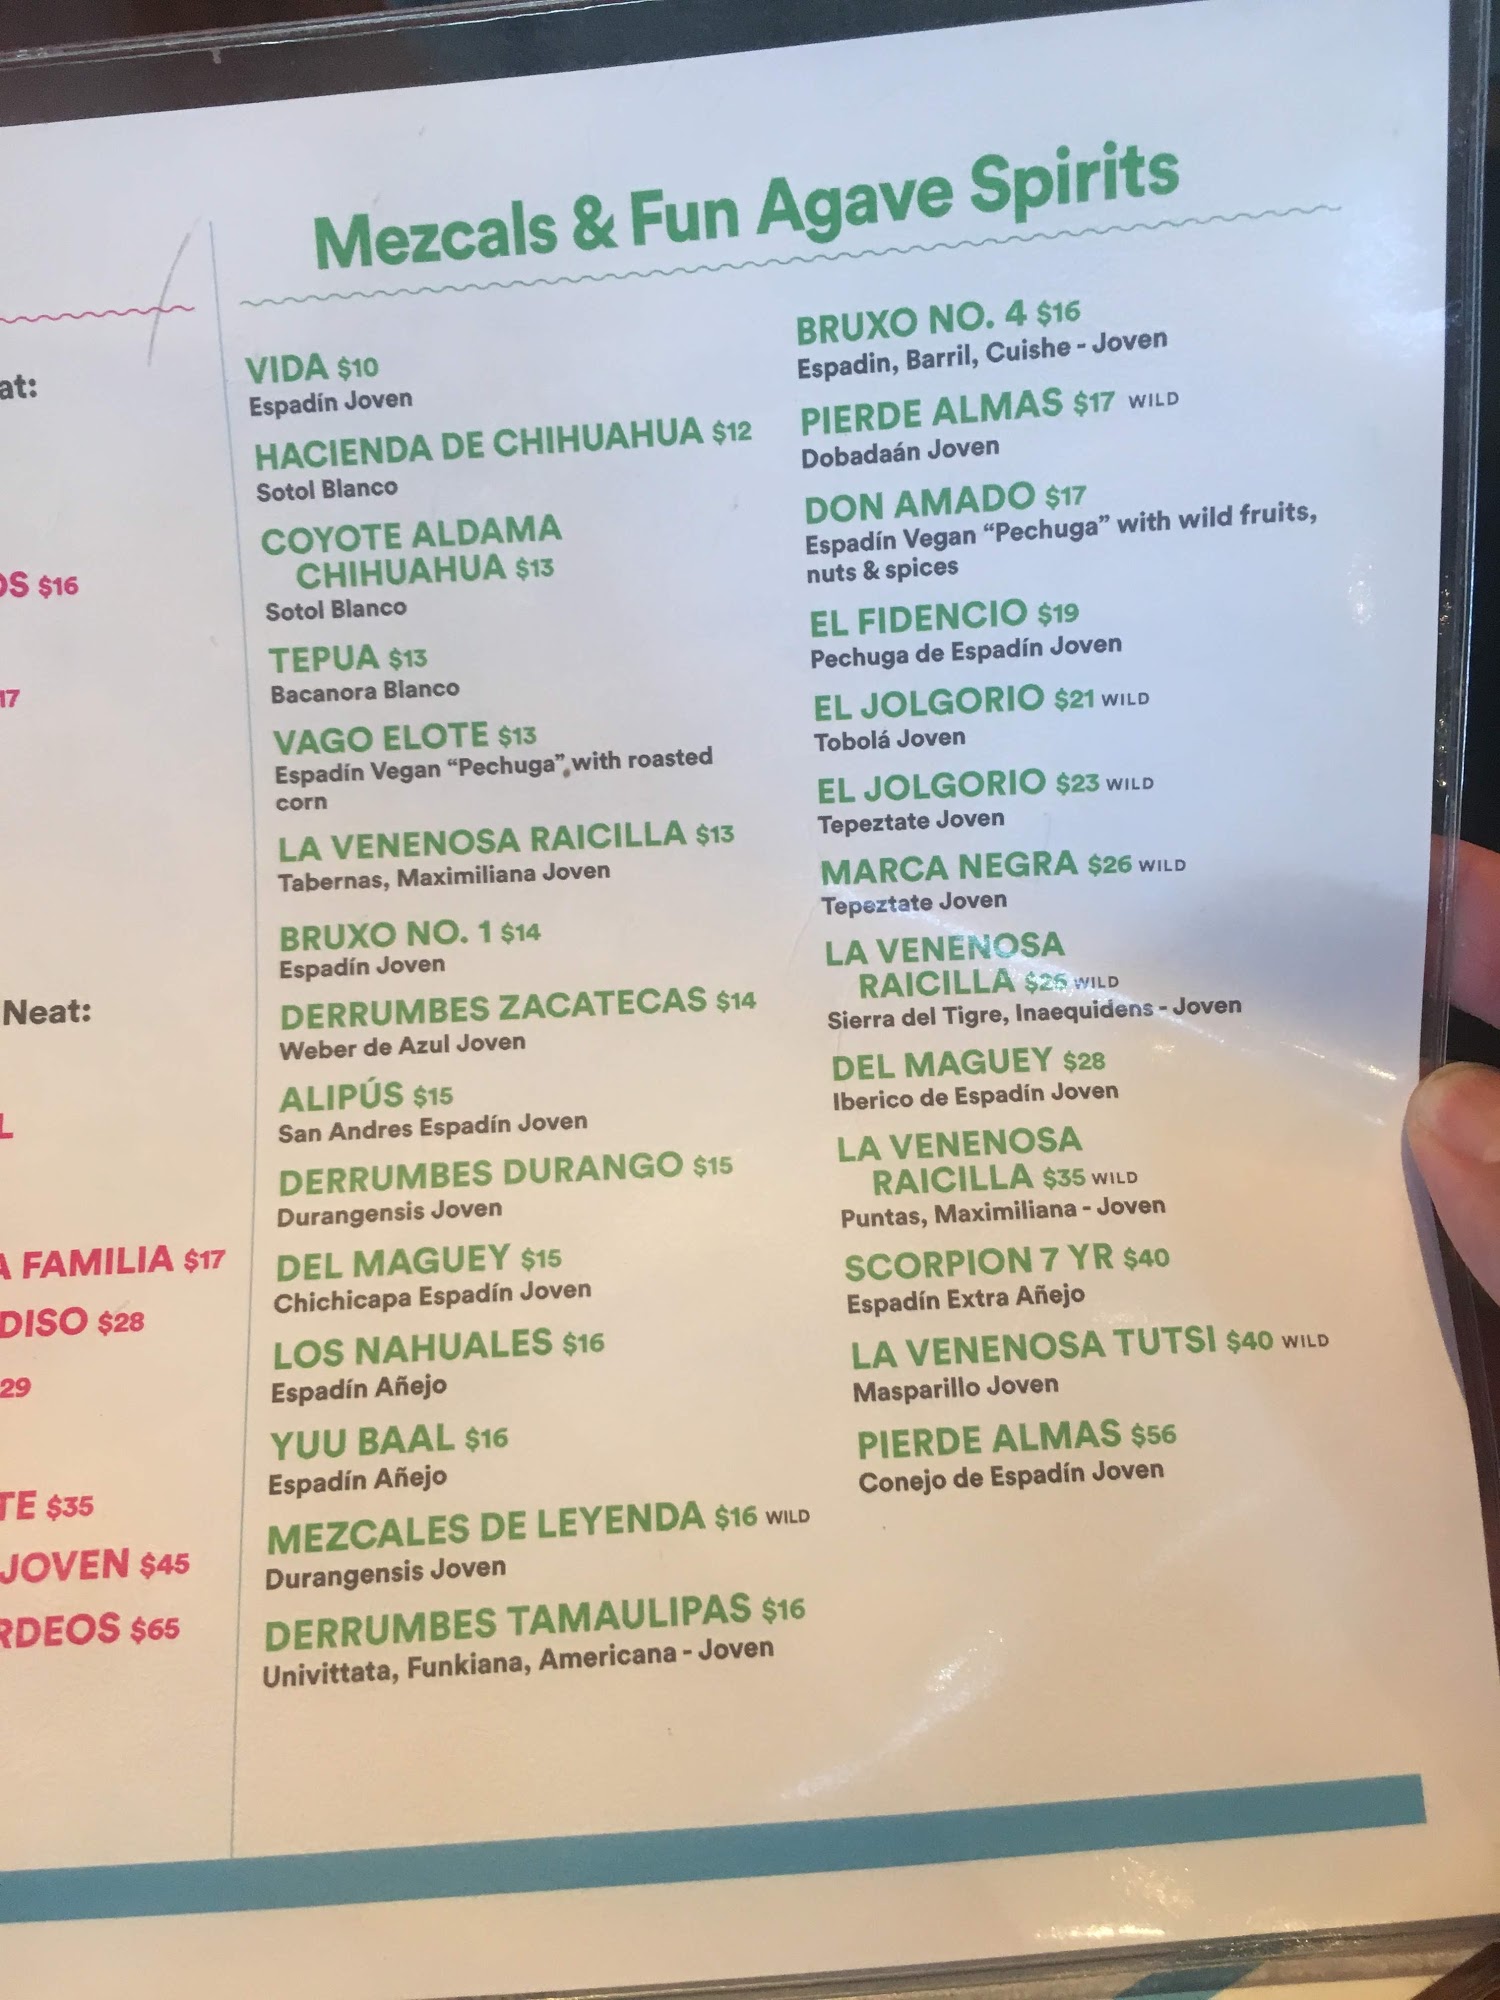 Mezcals & Fun Agave Spirits
at:
OS $16
17
Neat:
L
A FAMILIA $17
DISO $28
29
TE $35
JOVEN $45
RDEOS $65
VIDA $10
Espadín Joven
HACIENDA DE CHIHUAHUA $12
Sotol Blanco
COYOTE ALDAMA
CHIHUAHUA $13
Sotol Blanco
TEPUA $13
Bacanora Blanco
VAGO ELOTE $13
Espadín Vegan “Pechuga” with roasted
corn
LA VENENOSA RAICILLA $13
Tabernas, Maximiliana Joven
BRUXO NO. 1 $14
Espadín Joven
DERRUMBES ZACATECAS $14
Weber de Azul Joven
ALIPÚS $15
San Andres Espadín Joven
DERRUMBES DURANGO $15
Durangensis Joven
DEL MAGUEY $15
Chichicapa Espadín Joven
LOS NAHUALES $16
Espadín Añejo
YUU BAAL $16
Espadín Añejo
MEZCALES DE LEYENDA $16 WILD
Durangensis Joven
DERRUMBES TAMAULIPAS $16
Univittata, Funkiana, Americana - Joven
BRUXO NO. 4 $16
Espadin, Barril, Cuishe - Joven
PIERDE ALMAS $17 WILD
Dobadaán Joven
DON AMADO $17
Espadín Vegan “Pechuga” with wild fruits,
nuts & spices
EL FIDENCIO $19
Pechuga de Espadín Joven
EL JOLGORIO $21 WILD
Tobolá Joven
EL JOLGORIO $23 WILD
Tepeztate Joven
MARCA NEGRA $26 WILD
Tepeztate Joven
LA VENENOSA
RAICILLA $26 WILD
Sierra del Tigre, Inaequidens - Joven
DEL MAGUEY $28
Iberico de Espadín Joven
LA VENENOSA
RAICILLA $35 WILD
Puntas, Maximiliana - Joven
SCORPION 7 YR $40
Espadín Extra Añejo
LA VENENOSA TUTSI $40 WILD
Masparillo Joven
PIERDE ALMAS $56
Conejo de Espadín Joven